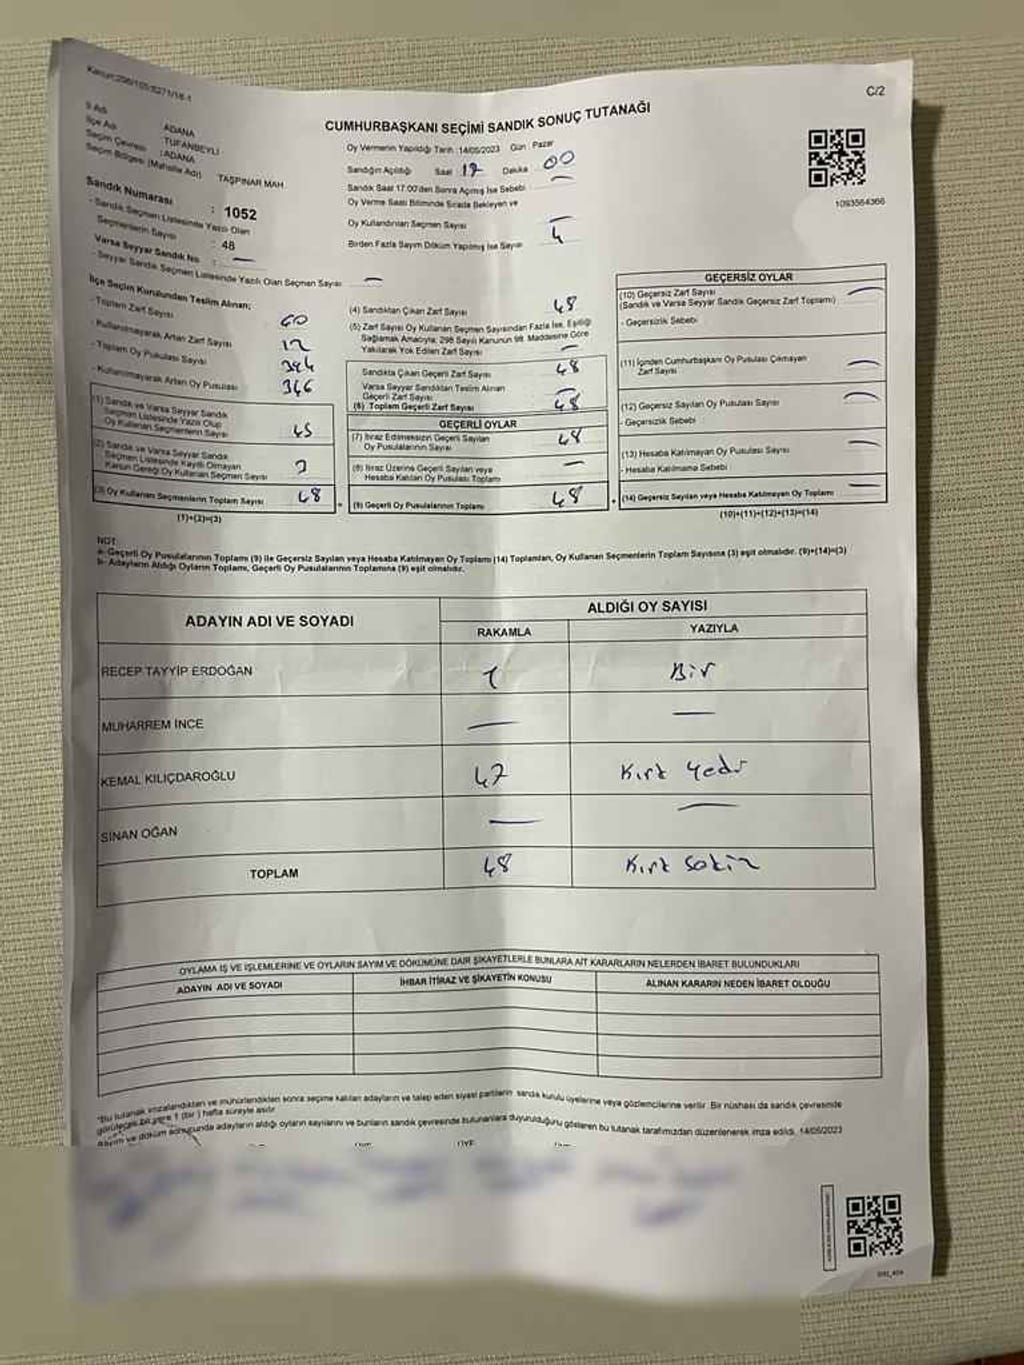 Kanun:298/105;6271/18-1
C/2
CUMHURBAŞKANI SEÇİMİ SANDIK SONUÇ TUTANAĞI
İl Adı : ADANA
İlçe Adı : TUFANBEYLİ
Seçim Çevresi : ADANA
Seçim Bölgesi (Mahalle Adı) TAŞPINAR MAH
Sandık Numarası : 1052
- Sandık Seçmen Listesinde Yazılı Olan
Seçmenlerin Sayısı : 48
Varsa Seyyar Sandık No : —
- Seyyar Sandık Seçmen Listesinde Yazılı Olan Seçmen Sayısı —
Oy Vermenin Yapıldığı Tarih :14/05/2023 Gün : Pazar
Sandığın Açıldığı Saat 17 Dakika 00
Sandık Saat 17:00'den Sonra Açılmış İse Sebebi —
Oy Verme Saati Bitiminde Sırada Bekleyen ve
Oy Kullandırılan Seçmen Sayısı —
Birden Fazla Sayım Döküm Yapılmış İse Sayısı
1093564366
İlçe Seçim Kurulundan Teslim Alınan;
- Toplam Zarf Sayısı 60
- Kullanılmayarak Artan Zarf Sayısı 12
- Toplam Oy Pusulası Sayısı
- Kullanılmayarak Artan Oy Pusulası 346
(1) Sandık ve Varsa Seyyar Sandık
Seçmen Listesinde Yazılı Olup
Oy Kullanan Seçmenlerin Sayısı 45
(2) Sandık ve Varsa Seyyar Sandık
Seçmen Listesinde Kayıtlı Olmayan
Kanun Gereği Oy Kullanan Seçmen Sayısı 3
(3) Oy Kullanan Seçmenlerin Toplam Sayısı 48
(1)+(2)=(3)
(4) Sandıktan Çıkan Zarf Sayısı 48
(5) Zarf Sayısı Oy Kullanan Seçmen Sayısından Fazla İse, Eşitliği
Sağlamak Amacıyla; 298 Sayılı Kanunun 98. Maddesine Göre
Yakılarak Yok Edilen Zarf Sayısı —
Sandıkta Çıkan Geçerli Zarf Sayısı 48
Varsa Seyyar Sandıktan Teslim Alınan
Geçerli Zarf Sayısı —
(6) Toplam Geçerli Zarf Sayısı 48
GEÇERLİ OYLAR
(7) İtiraz Edilmeksizin Geçerli Sayılan
Oy Pusulalarının Sayısı 48
(8) İtiraz Üzerine Geçerli Sayılan veya
Hesaba Katılan Oy Pusulası Toplamı —
(9) Geçerli Oy Pusulalarının Toplamı 48
GEÇERSİZ OYLAR
(10) Geçersiz Zarf Sayısı —
(Sandık ve Varsa Seyyar Sandık Geçersiz Zarf Toplamı)
- Geçersizlik Sebebi
(11) İçinden Cumhurbaşkanı Oy Pusulası Çıkmayan
Zarf Sayısı —
(12) Geçersiz Sayılan Oy Pusulası Sayısı —
- Geçersizlik Sebebi
(13) Hesaba Katılmayan Oy Pusulası Sayısı —
- Hesaba Katılmama Sebebi
(14) Geçersiz Sayılan veya Hesaba Katılmayan Oy Toplamı —
(10)+(11)+(12)+(13)=(14)
NOT:
a- Geçerli Oy Pusulalarının Toplamı (9) ile Geçersiz Sayılan veya Hesaba Katılmayan Oy Toplamı (14) Toplamları, Oy Kullanan Seçmenlerin Toplam Sayısına (3) eşit olmalıdır. (9)+(14)=(3)
b- Adayların Aldığı Oyların Toplamı, Geçerli Oy Pusulalarının Toplamına (9) eşit olmalıdır.
ADAYIN ADI VE SOYADI
ALDIĞI OY SAYISI
RAKAMLA YAZIYLA
RECEP TAYYİP ERDOĞAN 1 Bir
MUHARREM İNCE — —
KEMAL KILIÇDAROĞLU 47 Kırk Yedi
SİNAN OĞAN — —
TOPLAM 48 Kırk Sekiz
OYLAMA İŞ VE İŞLEMLERİNE VE OYLARIN SAYIM VE DÖKÜMÜNE DAİR ŞİKAYETLERLE BUNLARA AİT KARARLARIN NELERDEN İBARET BULUNDUKLARI
ADAYIN ADI VE SOYADI İHBAR İTİRAZ VE ŞİKAYETİN KONUSU ALINAN KARARIN NEDEN İBARET OLDUĞU
*Bu tutanak imzalandıktan ve mühürlendikten sonra seçime katılan adayların ve talep eden siyasi partilerin sandık kurulu üyelerine veya gözlemcilerine verilir. Bir nüshası da sandık çevresinde
görülecek bir yere 1 (bir) hafta süreyle asılır.
Sayım ve döküm sonucunda adayların aldığı oyların sayılarını ve bunların sandık çevresinde bulunanlara duyurulduğunu gösteren bu tutanak tarafımızdan düzenlenerek imza edildi. 14/05/2023